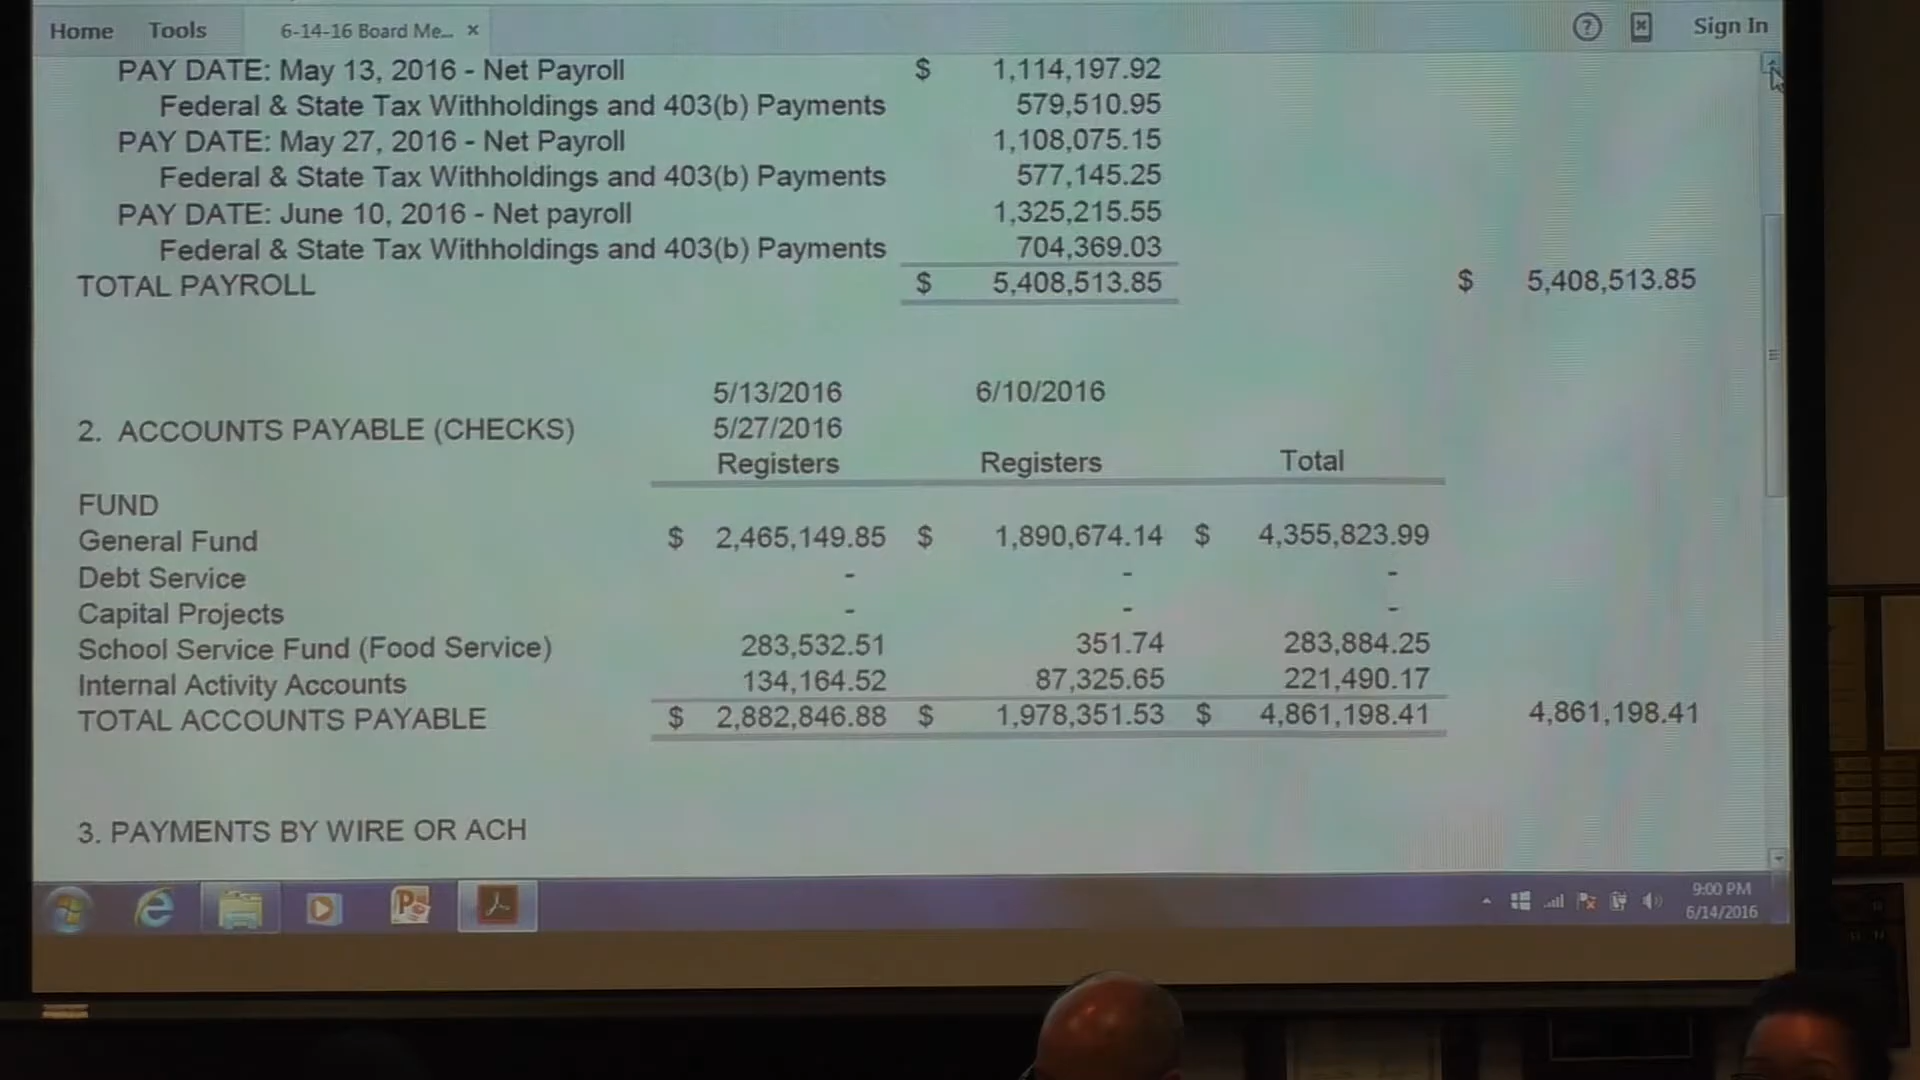 Home Tools 6-14-16 Board Me... × Sign In
PAY DATE: May 13, 2016 - Net Payroll $ 1,114,197.92
Federal & State Tax Withholdings and 403(b) Payments 579,510.95
PAY DATE: May 27, 2016 - Net Payroll 1,108,075.15
Federal & State Tax Withholdings and 403(b) Payments 577,145.25
PAY DATE: June 10, 2016 - Net payroll 1,325,215.55
Federal & State Tax Withholdings and 403(b) Payments 704,369.03
TOTAL PAYROLL $ 5,408,513.85 $ 5,408,513.85
5/13/2016 6/10/2016
2. ACCOUNTS PAYABLE (CHECKS) 5/27/2016
Registers Registers Total
FUND
General Fund $ 2,465,149.85 $ 1,890,674.14 $ 4,355,823.99
Debt Service - - -
Capital Projects - - -
School Service Fund (Food Service) 283,532.51 351.74 283,884.25
Internal Activity Accounts 134,164.52 87,325.65 221,490.17
TOTAL ACCOUNTS PAYABLE $ 2,882,846.88 $ 1,978,351.53 $ 4,861,198.41 4,861,198.41
3. PAYMENTS BY WIRE OR ACH
9:00 PM
6/14/2016